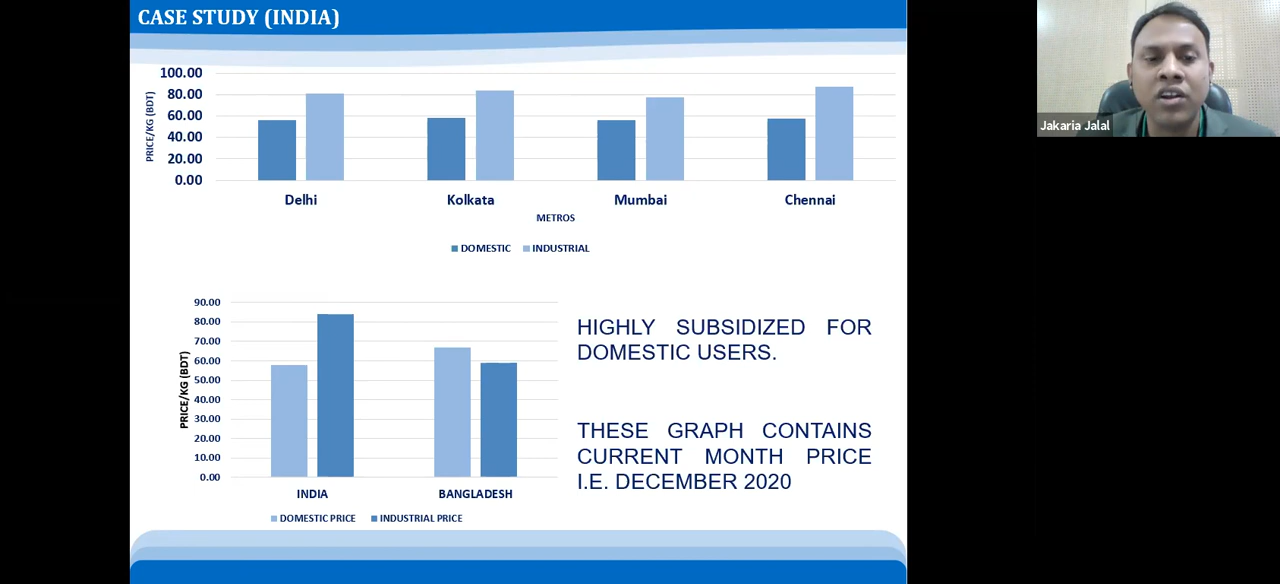 CASE STUDY (INDIA)
Jakaria Jalal
PRICE/KG (BDT)
100.00
80.00
60.00
40.00
20.00
0.00
Delhi Kolkata Mumbai Chennai
METROS
DOMESTIC INDUSTRIAL
PRICE/KG (BDT)
90.00
80.00
70.00
60.00
50.00
40.00
30.00
20.00
10.00
0.00
INDIA BANGLADESH
DOMESTIC PRICE INDUSTRIAL PRICE
HIGHLY SUBSIDIZED FOR
DOMESTIC USERS.
THESE GRAPH CONTAINS
CURRENT MONTH PRICE
I.E. DECEMBER 2020